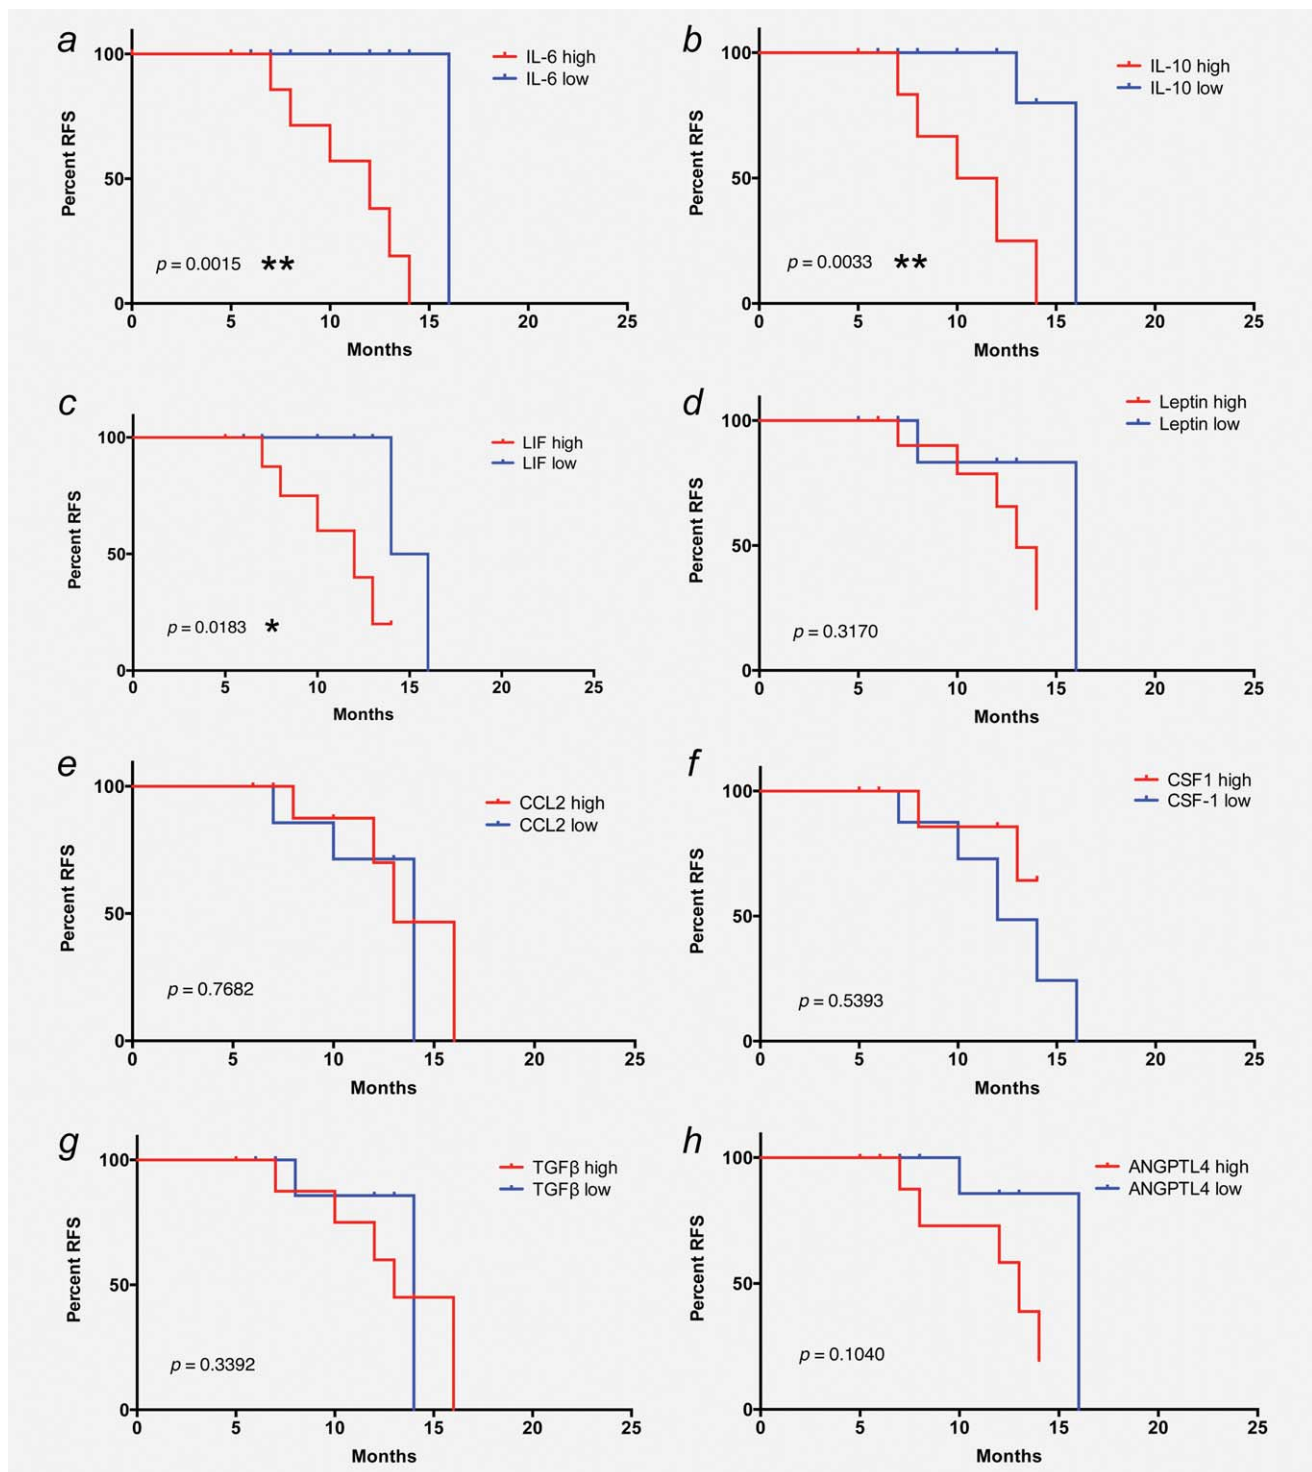 a
IL-6 high
IL-6 low
100
50
0
Percent RFS
p = 0.0015 **
0 5 10 15 20 25
Months
b
IL-10 high
IL-10 low
100
50
0
Percent RFS
p = 0.0033 **
0 5 10 15 20 25
Months
c
LIF high
LIF low
100
50
0
Percent RFS
p = 0.0183 *
0 5 10 15 20 25
Months
d
Leptin high
Leptin low
100
50
0
Percent RFS
p = 0.3170
0 5 10 15 20 25
Months
e
CCL2 high
CCL2 low
100
50
0
Percent RFS
p = 0.7682
0 5 10 15 20 25
Months
f
CSF1 high
CSF-1 low
100
50
0
Percent RFS
p = 0.5393
0 5 10 15 20 25
Months
g
TGFβ high
TGFβ low
100
50
0
Percent RFS
p = 0.3392
0 5 10 15 20 25
Months
h
ANGPTL4 high
ANGPTL4 low
100
50
0
Percent RFS
p = 0.1040
0 5 10 15 20 25
Months